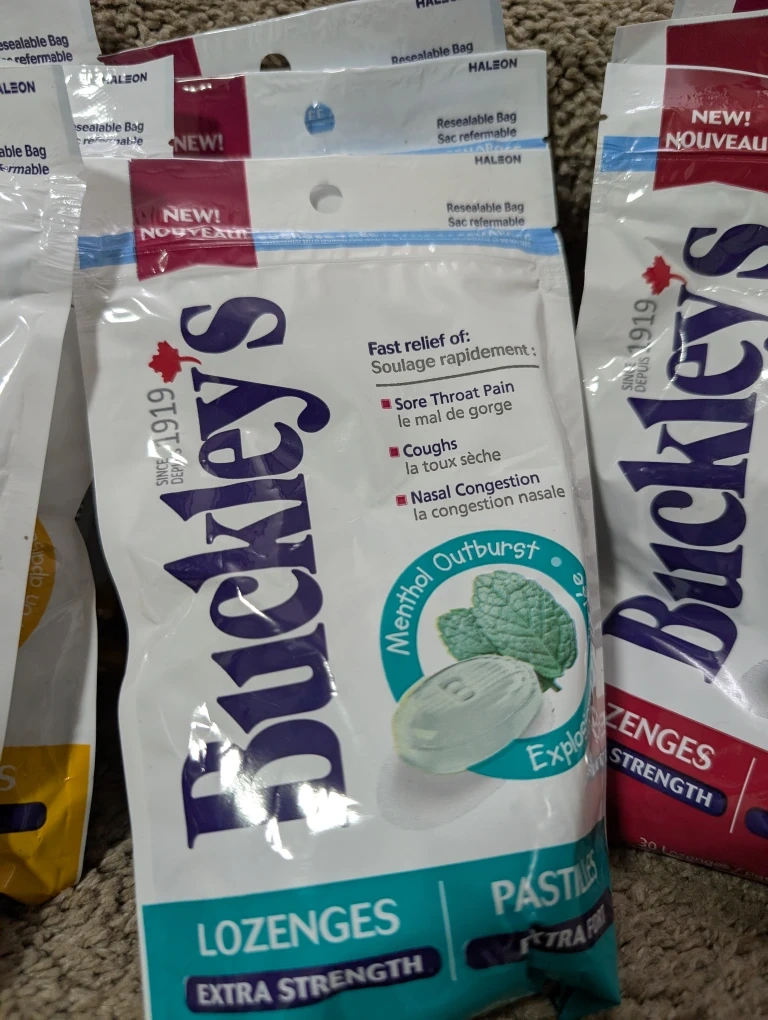 HALEON
Resealable Bag
Sac refermable
NEW!
NOUVEAU!
Buckley's
SINCE
DEPUIS
1919
Fast relief of:
Soulage rapidement :
Sore Throat Pain
le mal de gorge
Coughs
la toux sèche
Nasal Congestion
la congestion nasale
Menthol Outburst
B
LOZENGES
EXTRA STRENGTH
PASTILLES
HALEON
Resealable Bag
Sac refermable
NEW!
Resealable Bag
HALEON
NEW!
NOUVEAU
Buckley's
SINCE
DEPUIS
1919
STRENGTH